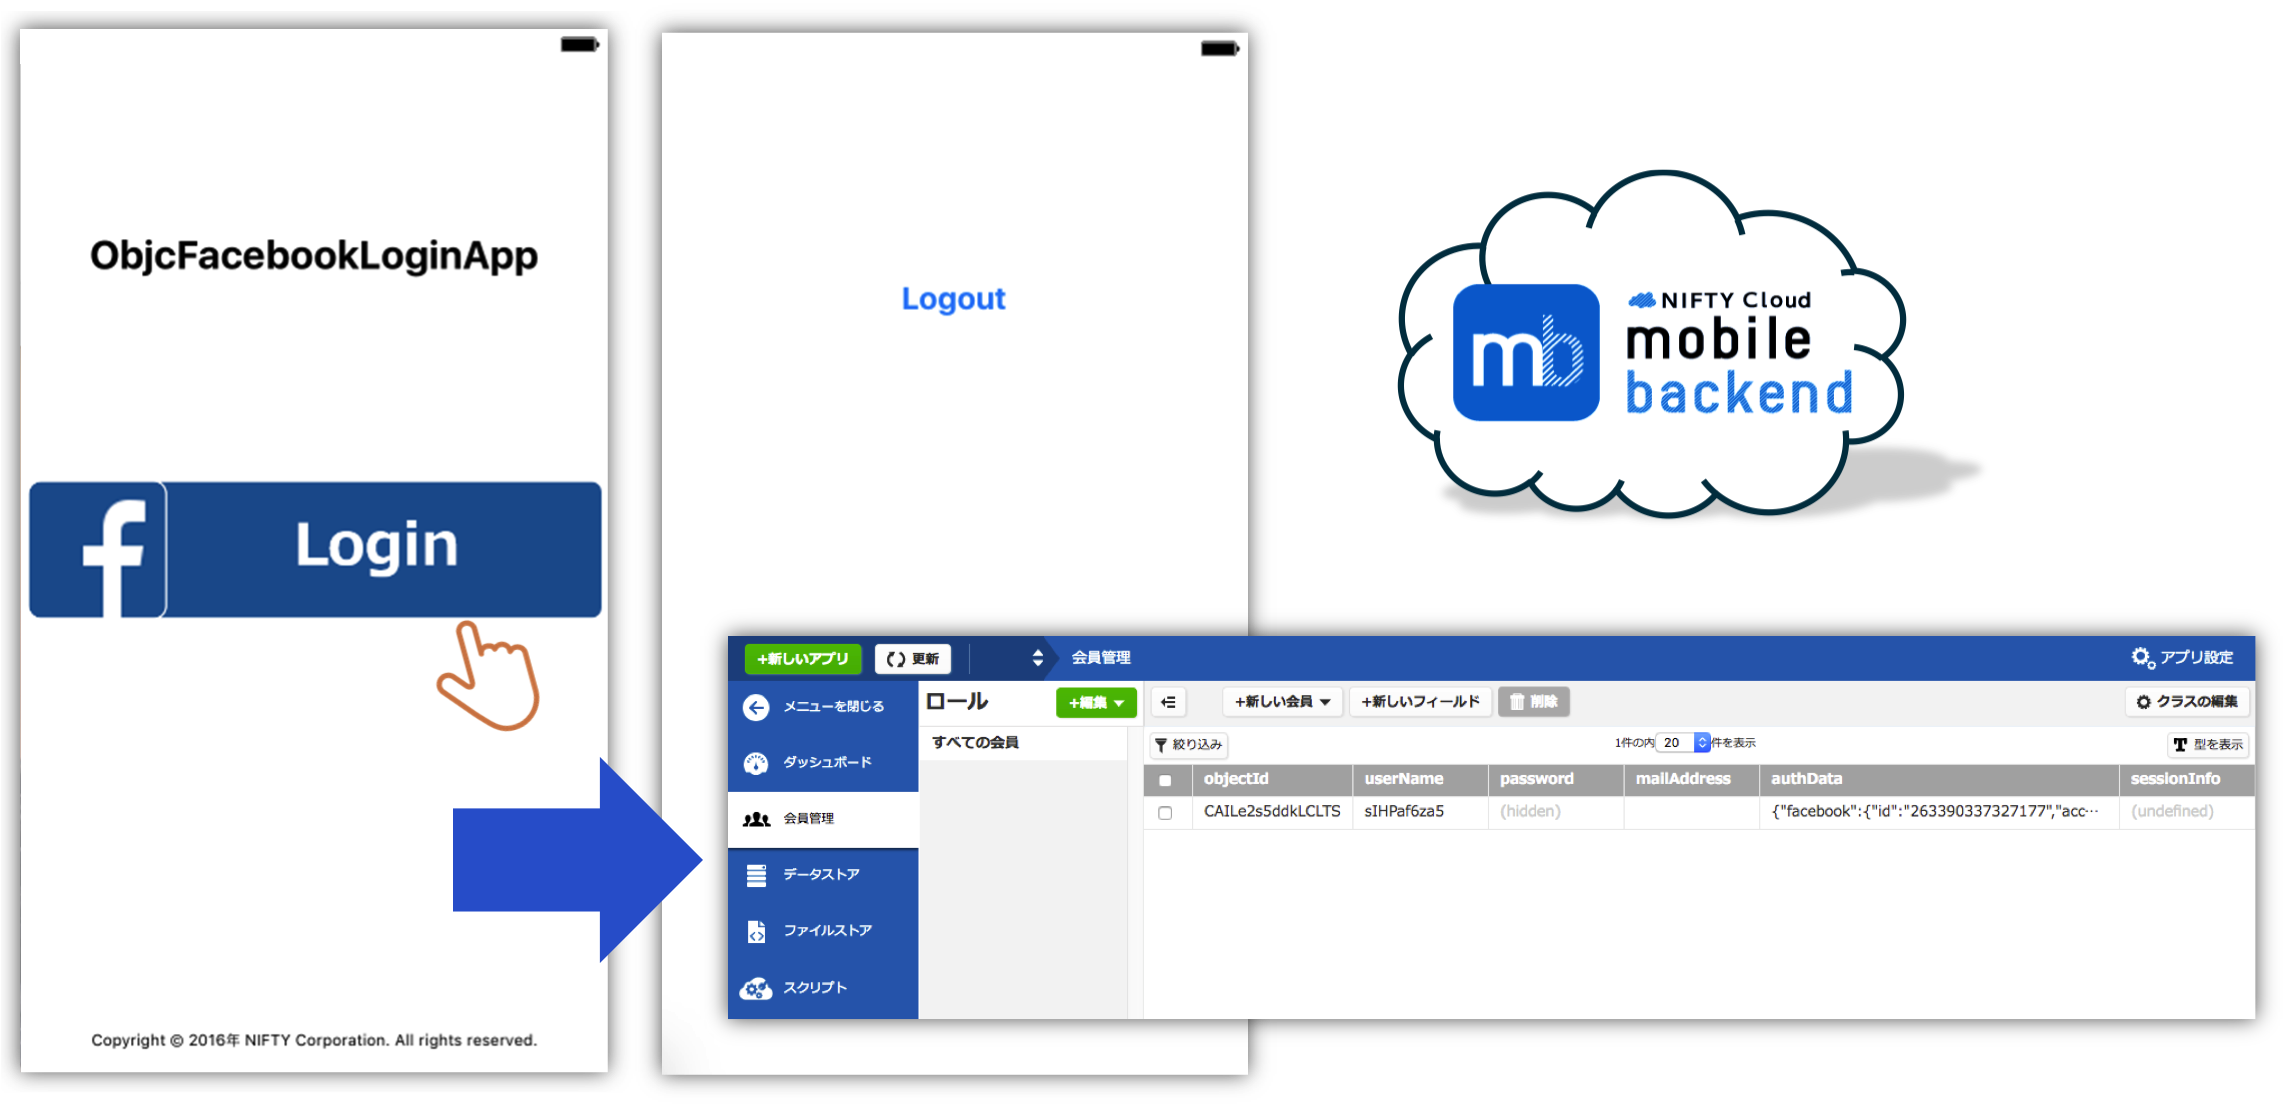 ObjcFacebookLoginApp
f Login
Copyright © 2016年 NIFTY Corporation. All rights reserved.
Logout
mb
NIFTY Cloud
mobile
backend
+新しいアプリ 更新 会員管理 アプリ設定
メニューを閉じる
ダッシュボード
会員管理
データストア
ファイルストア
スクリプト
ロール +編集
すべての会員
+新しい会員 +新しいフィールド 削除 クラスの編集
絞り込み 1件の内 20 件を表示 T 型を表示
objectId userName password mailAddress authData sessionInfo
CAILe2s5ddkLCLTS sIHPaf6za5 (hidden) {"facebook":{"id":"263390337327177","acc··· (undefined)